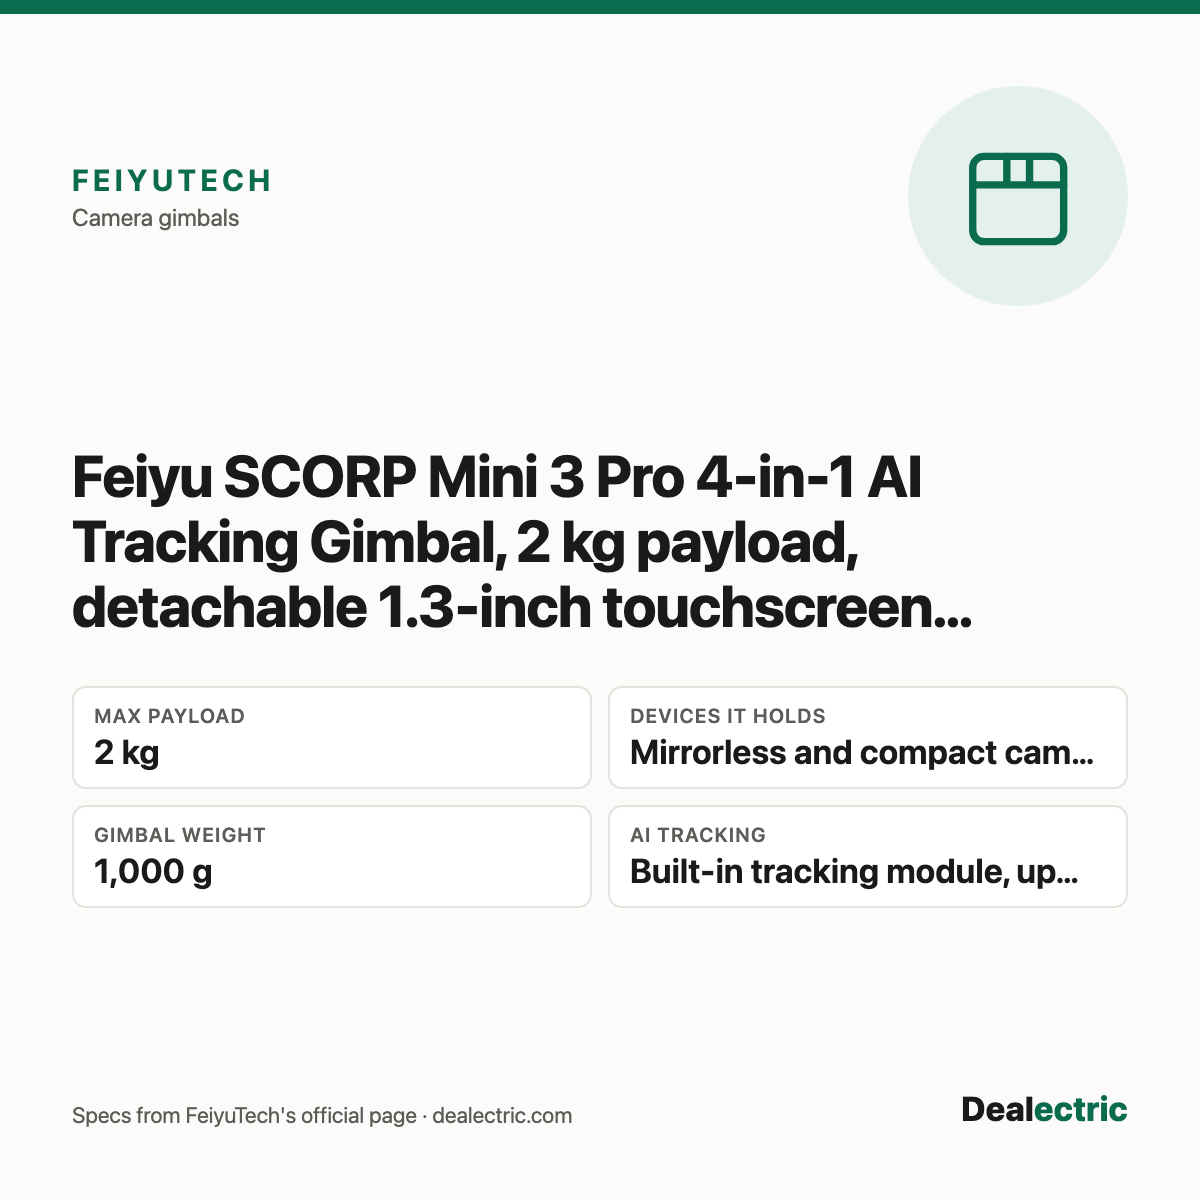 FEIYUTECH
Camera gimbals
Feiyu SCORP Mini 3 Pro 4-in-1 AI
Tracking Gimbal, 2 kg payload,
detachable 1.3-inch touchscreen...
MAX PAYLOAD
2 kg
DEVICES IT HOLDS
Mirrorless and compact cam...
GIMBAL WEIGHT
1,000 g
AI TRACKING
Built-in tracking module, up...
Specs from FeiyuTech's official page · dealectric.com
Dealectric